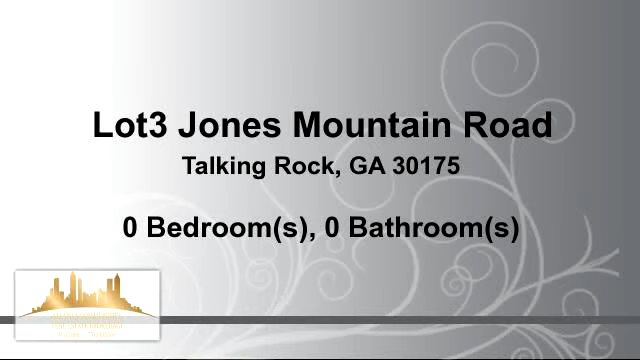 Lot3 Jones Mountain Road
Talking Rock, GA 30175
0 Bedroom(s), 0 Bathroom(s)